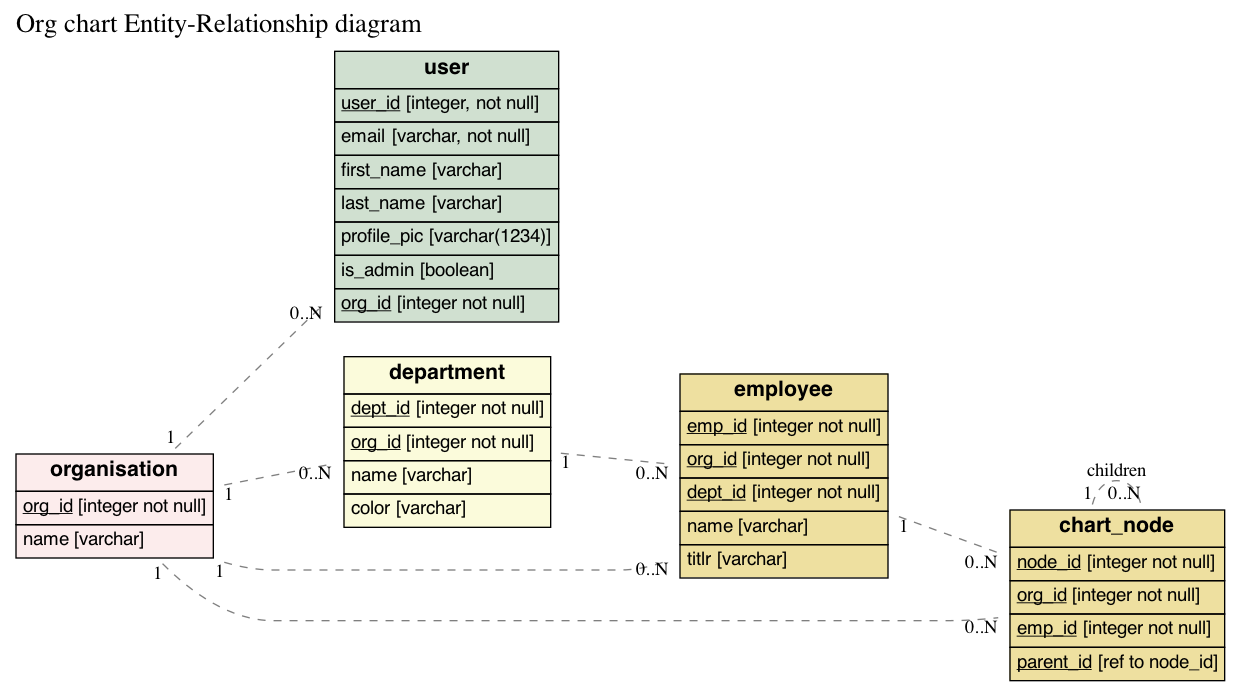 Org chart Entity-Relationship diagram
user
user_id [integer, not null]
email [varchar, not null]
first_name [varchar]
last_name [varchar]
profile_pic [varchar(1234)]
is_admin [boolean]
org_id [integer not null]
0..N
1
department
dept_id [integer not null]
org_id [integer not null]
name [varchar]
color [varchar]
organisation
org_id [integer not null]
name [varchar]
1
0..N
1
0..N
employee
emp_id [integer not null]
org_id [integer not null]
dept_id [integer not null]
name [varchar]
titlr [varchar]
1
0..N
1
0..N
1
0..N
children
1 0..N
chart_node
node_id [integer not null]
org_id [integer not null]
emp_id [integer not null]
parent_id [ref to node_id]